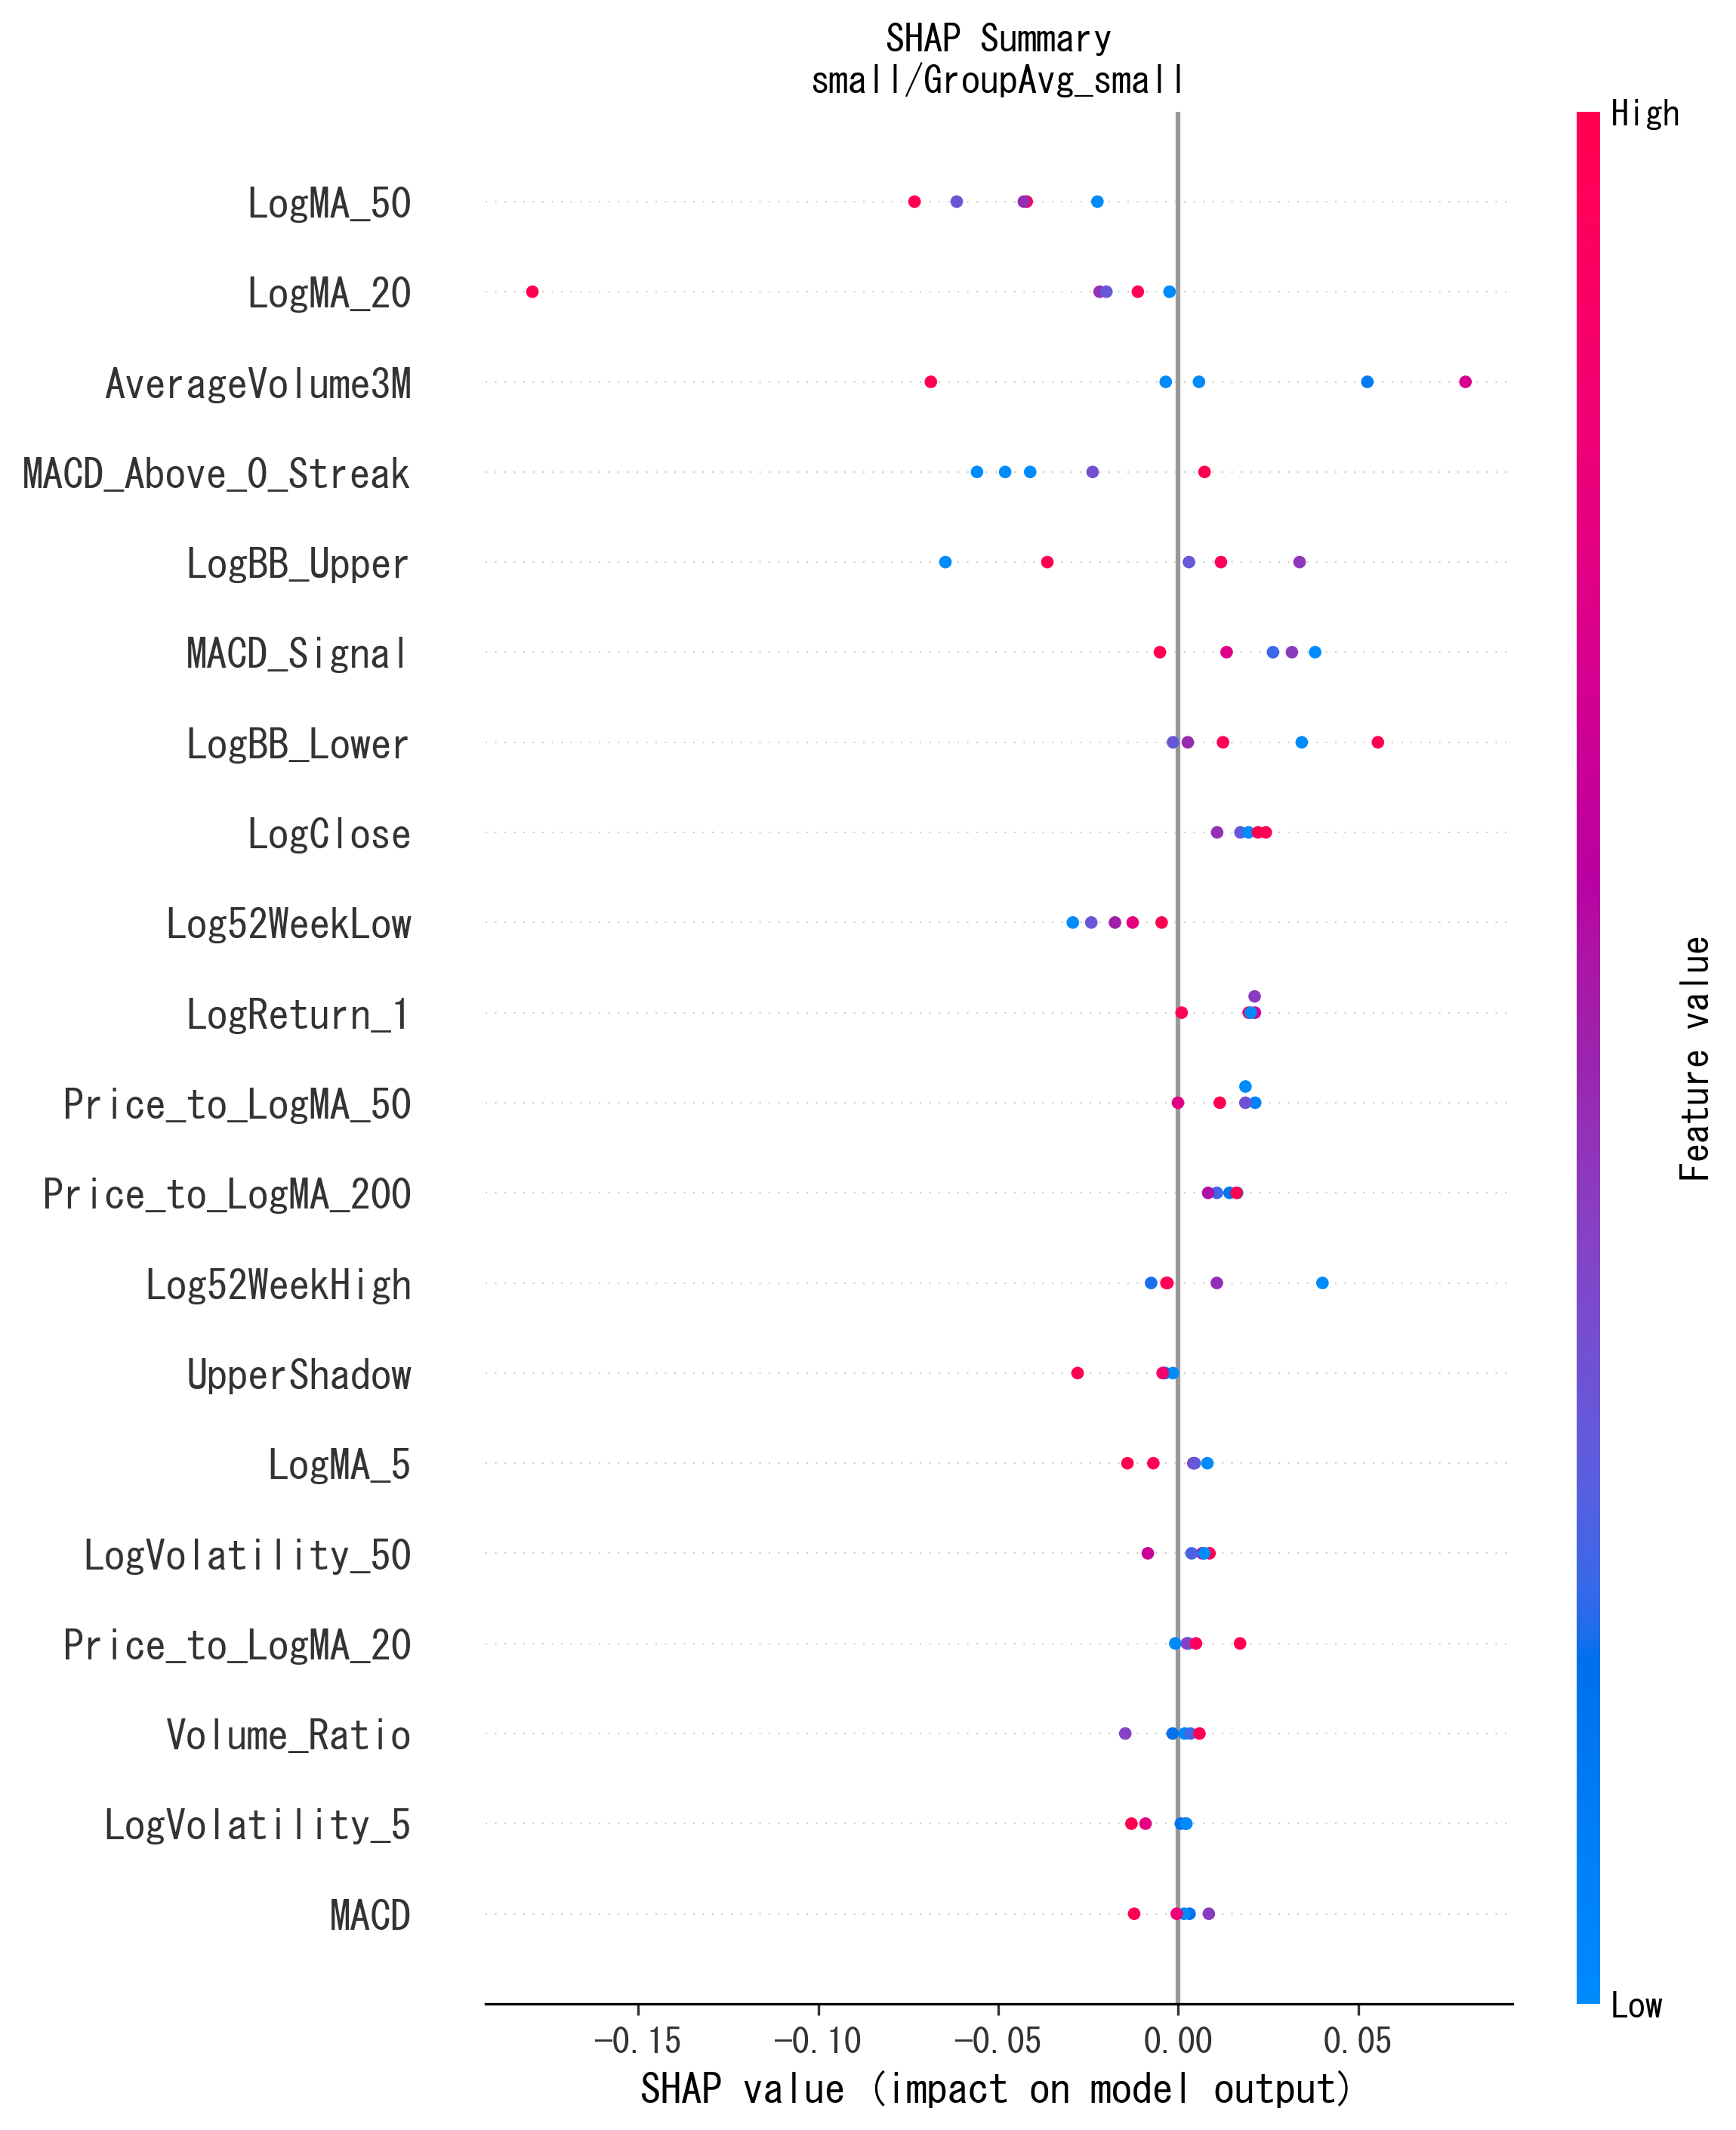 SHAP Summary
small/GroupAvg_small
High
LogMA_50
LogMA_20
AverageVolume3M
MACD_Above_0_Streak
LogBB_Upper
MACD_Signal
LogBB_Lower
LogClose
Log52WeekLow
LogReturn_1
Price_to_LogMA_50
Price_to_LogMA_200
Log52WeekHigh
UpperShadow
LogMA_5
LogVolatility_50
Price_to_LogMA_20
Volume_Ratio
LogVolatility_5
MACD
Feature value
Low
−0.15 −0.10 −0.05 0.00 0.05
SHAP value (impact on model output)